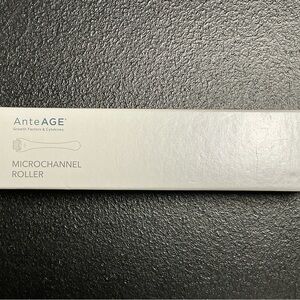 AnteAGE®
Growth Factors & Cytokines
MICROCHANNEL
ROLLER